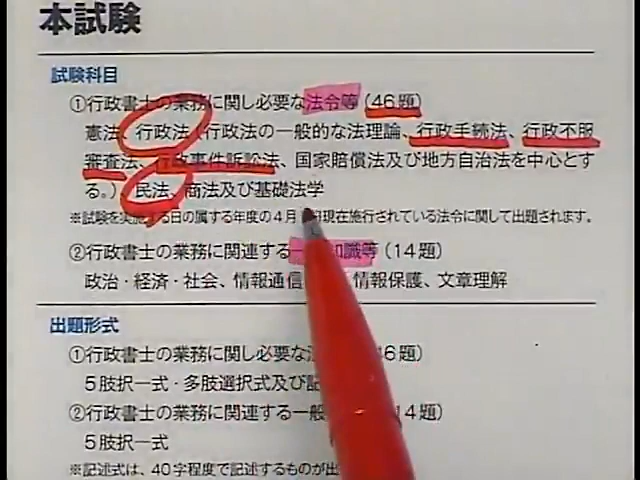 本試験
試験科目
①行政書士の業務に関し必要な法令等(46題)
憲法、行政法(行政法の一般的な法理論、行政手続法、行政不服
審査法、行政事件訴訟法、国家賠償法及び地方自治法を中心とす
る。)、民法、商法及び基礎法学
※試験を実施する日の属する年度の4月 日現在施行されている法令に関して出題されます。
②行政書士の業務に関連する一 知識等(14題)
政治・経済・社会、情報通信 情報保護、文章理解
出題形式
①行政書士の業務に関し必要な 6題)
5肢択一式・多肢選択式及び記
②行政書士の業務に関連する一般 14題)
5肢択一式
※記述式は、40字程度で記述するものが出